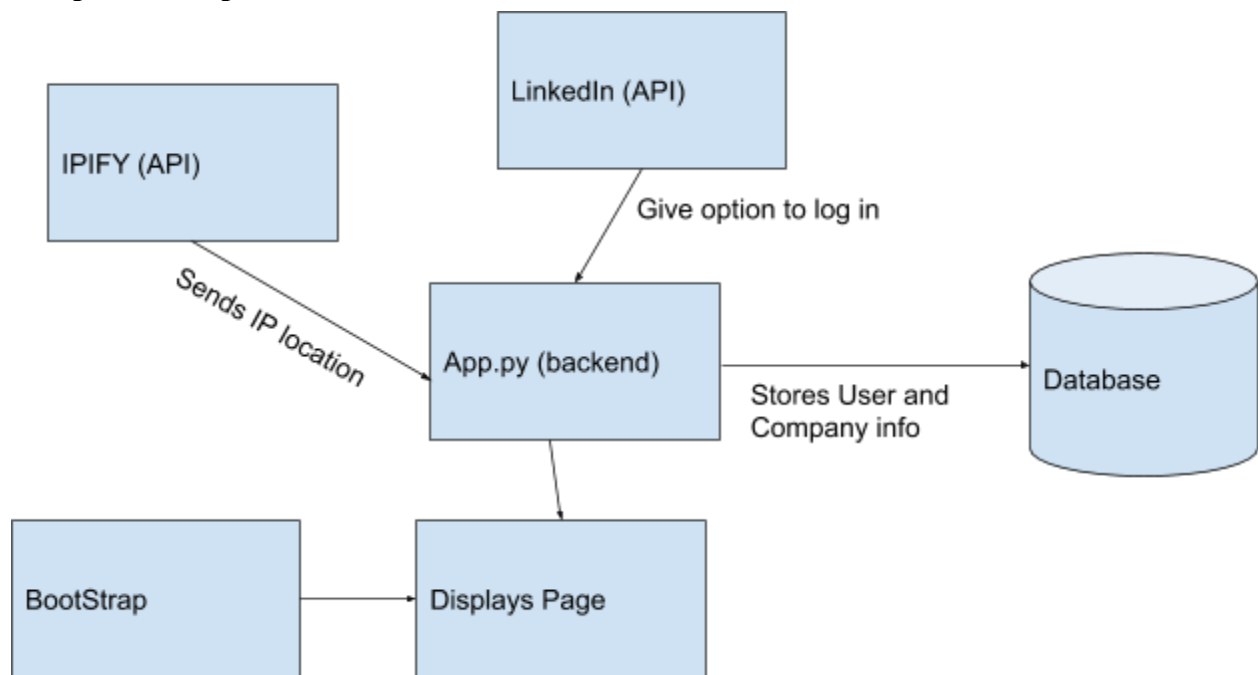 LinkedIn (API)
IPIFY (API)
Give option to log in
Sends IP location
App.py (backend)
Database
Stores User and
Company info
BootStrap
Displays Page